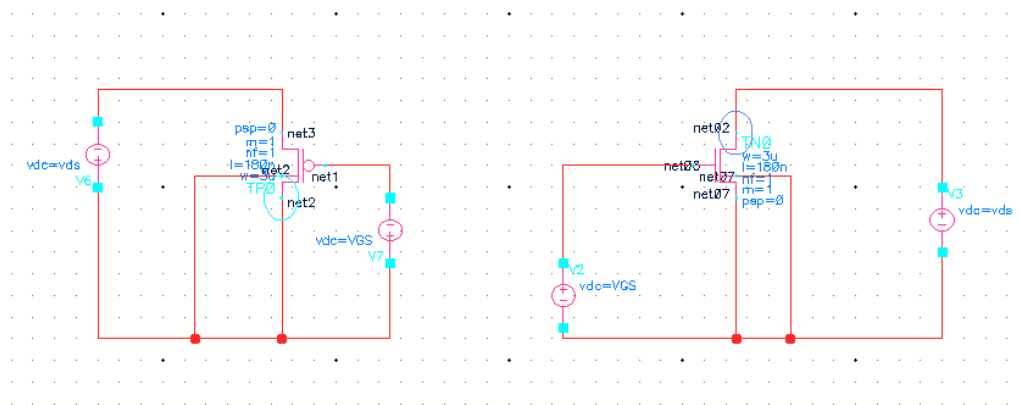 psp=0
m=1
nf=1
l=180n
w=3u
TP0
net3
net2
net1
net2
vdc=vds
V6
vdc=VGS
V7
net02
TN0
w=3u
l=180n
nf=1
m=1
psp=0
net07
net07
V2
vdc=VGS
V3
vdc=vds